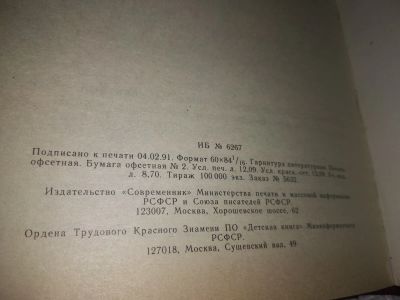 ИБ № 6267
Подписано к печати 04.02.91. Формат 60×84¹/₁₆. Гарнитура литературная. Печать
офсетная. Бумага офсетная № 2. Усл. печ. л. 12,09. Усл. краск. отт.
л. 8,70. Тираж 100 000 экз. Заказ №
Издательство «Современник» Министерства печати и массовой информации
РСФСР и Союза писателей РСФСР.
123007, Москва, Хорошевское шоссе, 62
Ордена Трудового Красного Знамени ПО «Детская книга»
РСФСР.
127018, Москва, Сущевский вал, 49